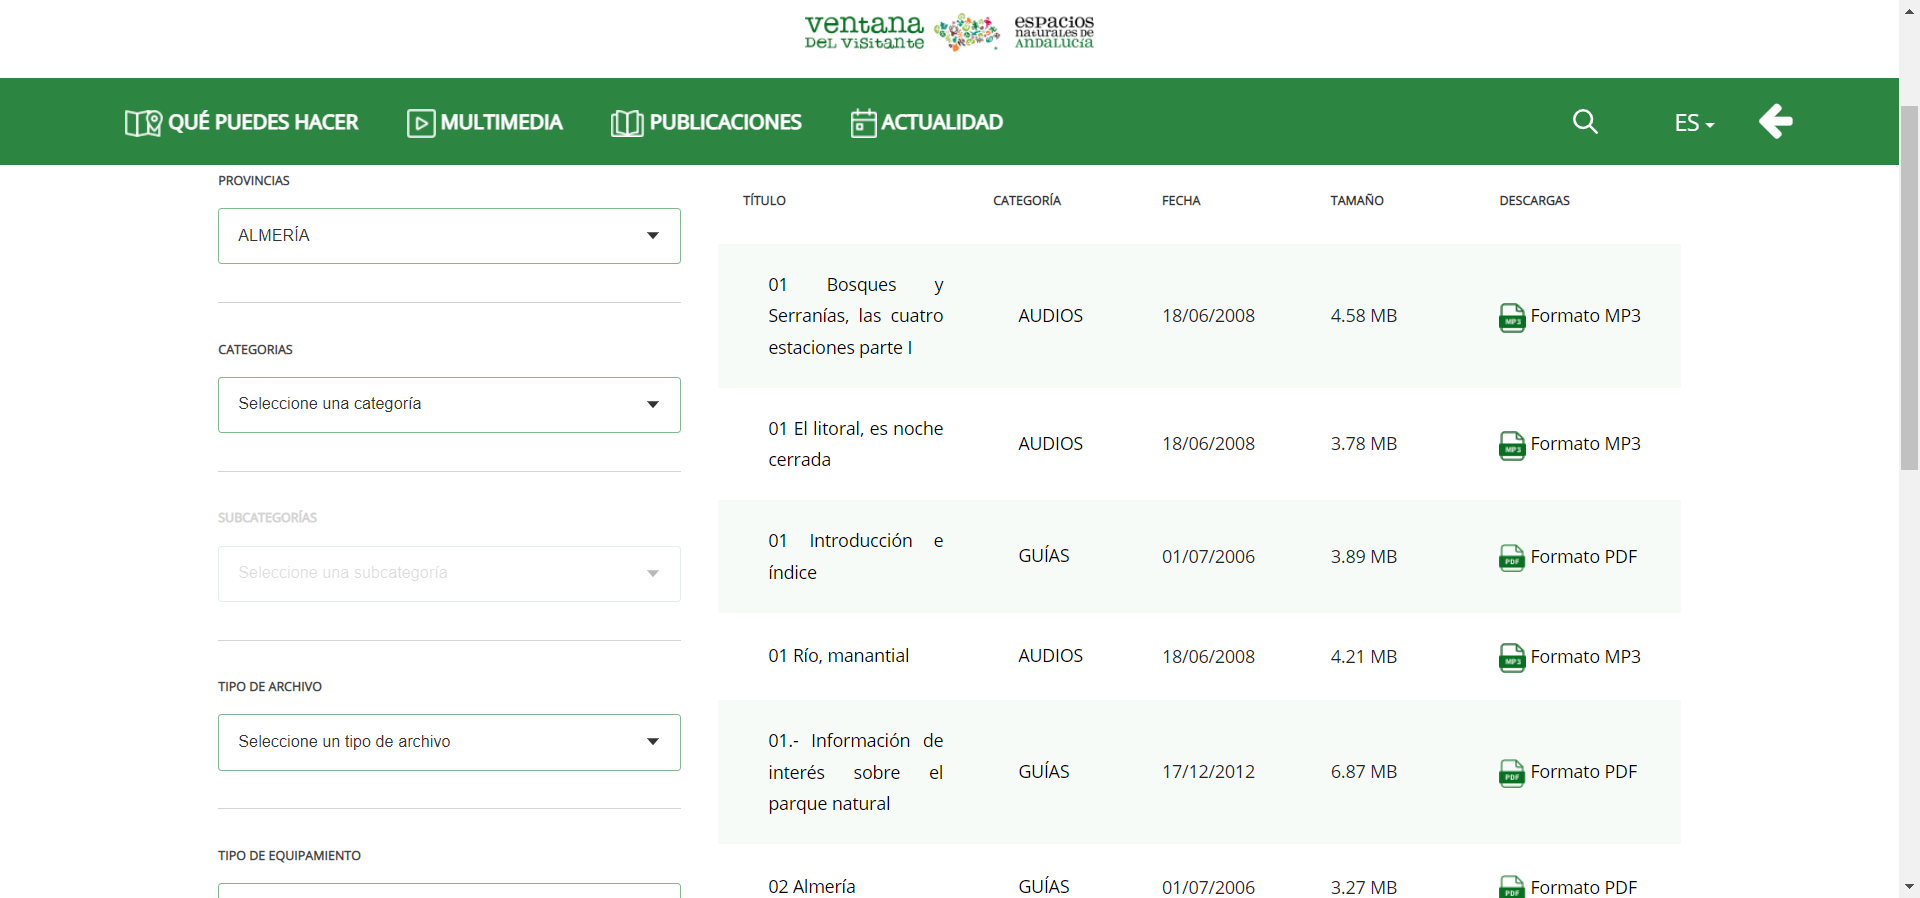 ventana
DEL VISITANTE
espacios
naturales DE
ANDALUCÍA
QUÉ PUEDES HACER
MULTIMEDIA
PUBLICACIONES
ACTUALIDAD
ES
PROVINCIAS
ALMERÍA
CATEGORIAS
Seleccione una categoría
SUBCATEGORÍAS
Seleccione una subcategoría
TIPO DE ARCHIVO
Seleccione un tipo de archivo
TIPO DE EQUIPAMIENTO
TÍTULO CATEGORÍA FECHA TAMAÑO DESCARGAS
01 Bosques y
Serranías, las cuatro
estaciones parte I
AUDIOS 18/06/2008 4.58 MB MP3 Formato MP3
01 El litoral, es noche
cerrada
AUDIOS 18/06/2008 3.78 MB MP3 Formato MP3
01 Introducción e
índice
GUÍAS 01/07/2006 3.89 MB PDF Formato PDF
01 Río, manantial AUDIOS 18/06/2008 4.21 MB MP3 Formato MP3
01.- Información de
interés sobre el
parque natural
GUÍAS 17/12/2012 6.87 MB PDF Formato PDF
02 Almería GUÍAS 01/07/2006 3.27 MB PDF Formato PDF